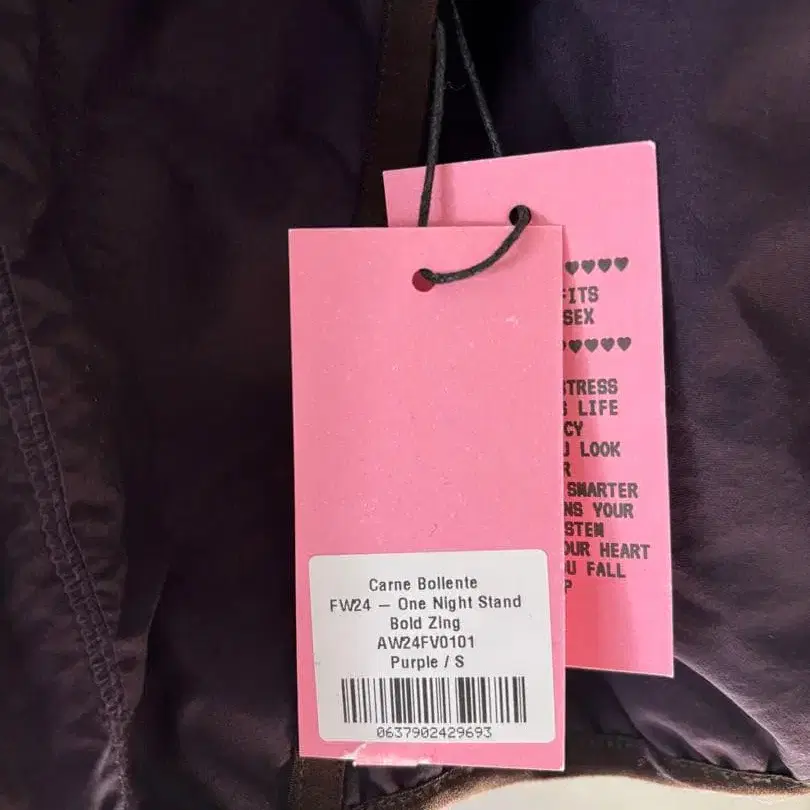 Carne Bollente
FW24 — One Night Stand
Bold Zing
AW24FV0101
Purple / S
0637902429693
♥♥♥♥
FITS
SEX
♥♥♥♥♥
STRESS
LIFE
CY
LOOK
R
SMARTER
NS YOUR
STEM
OUR HEART
U FALL
P